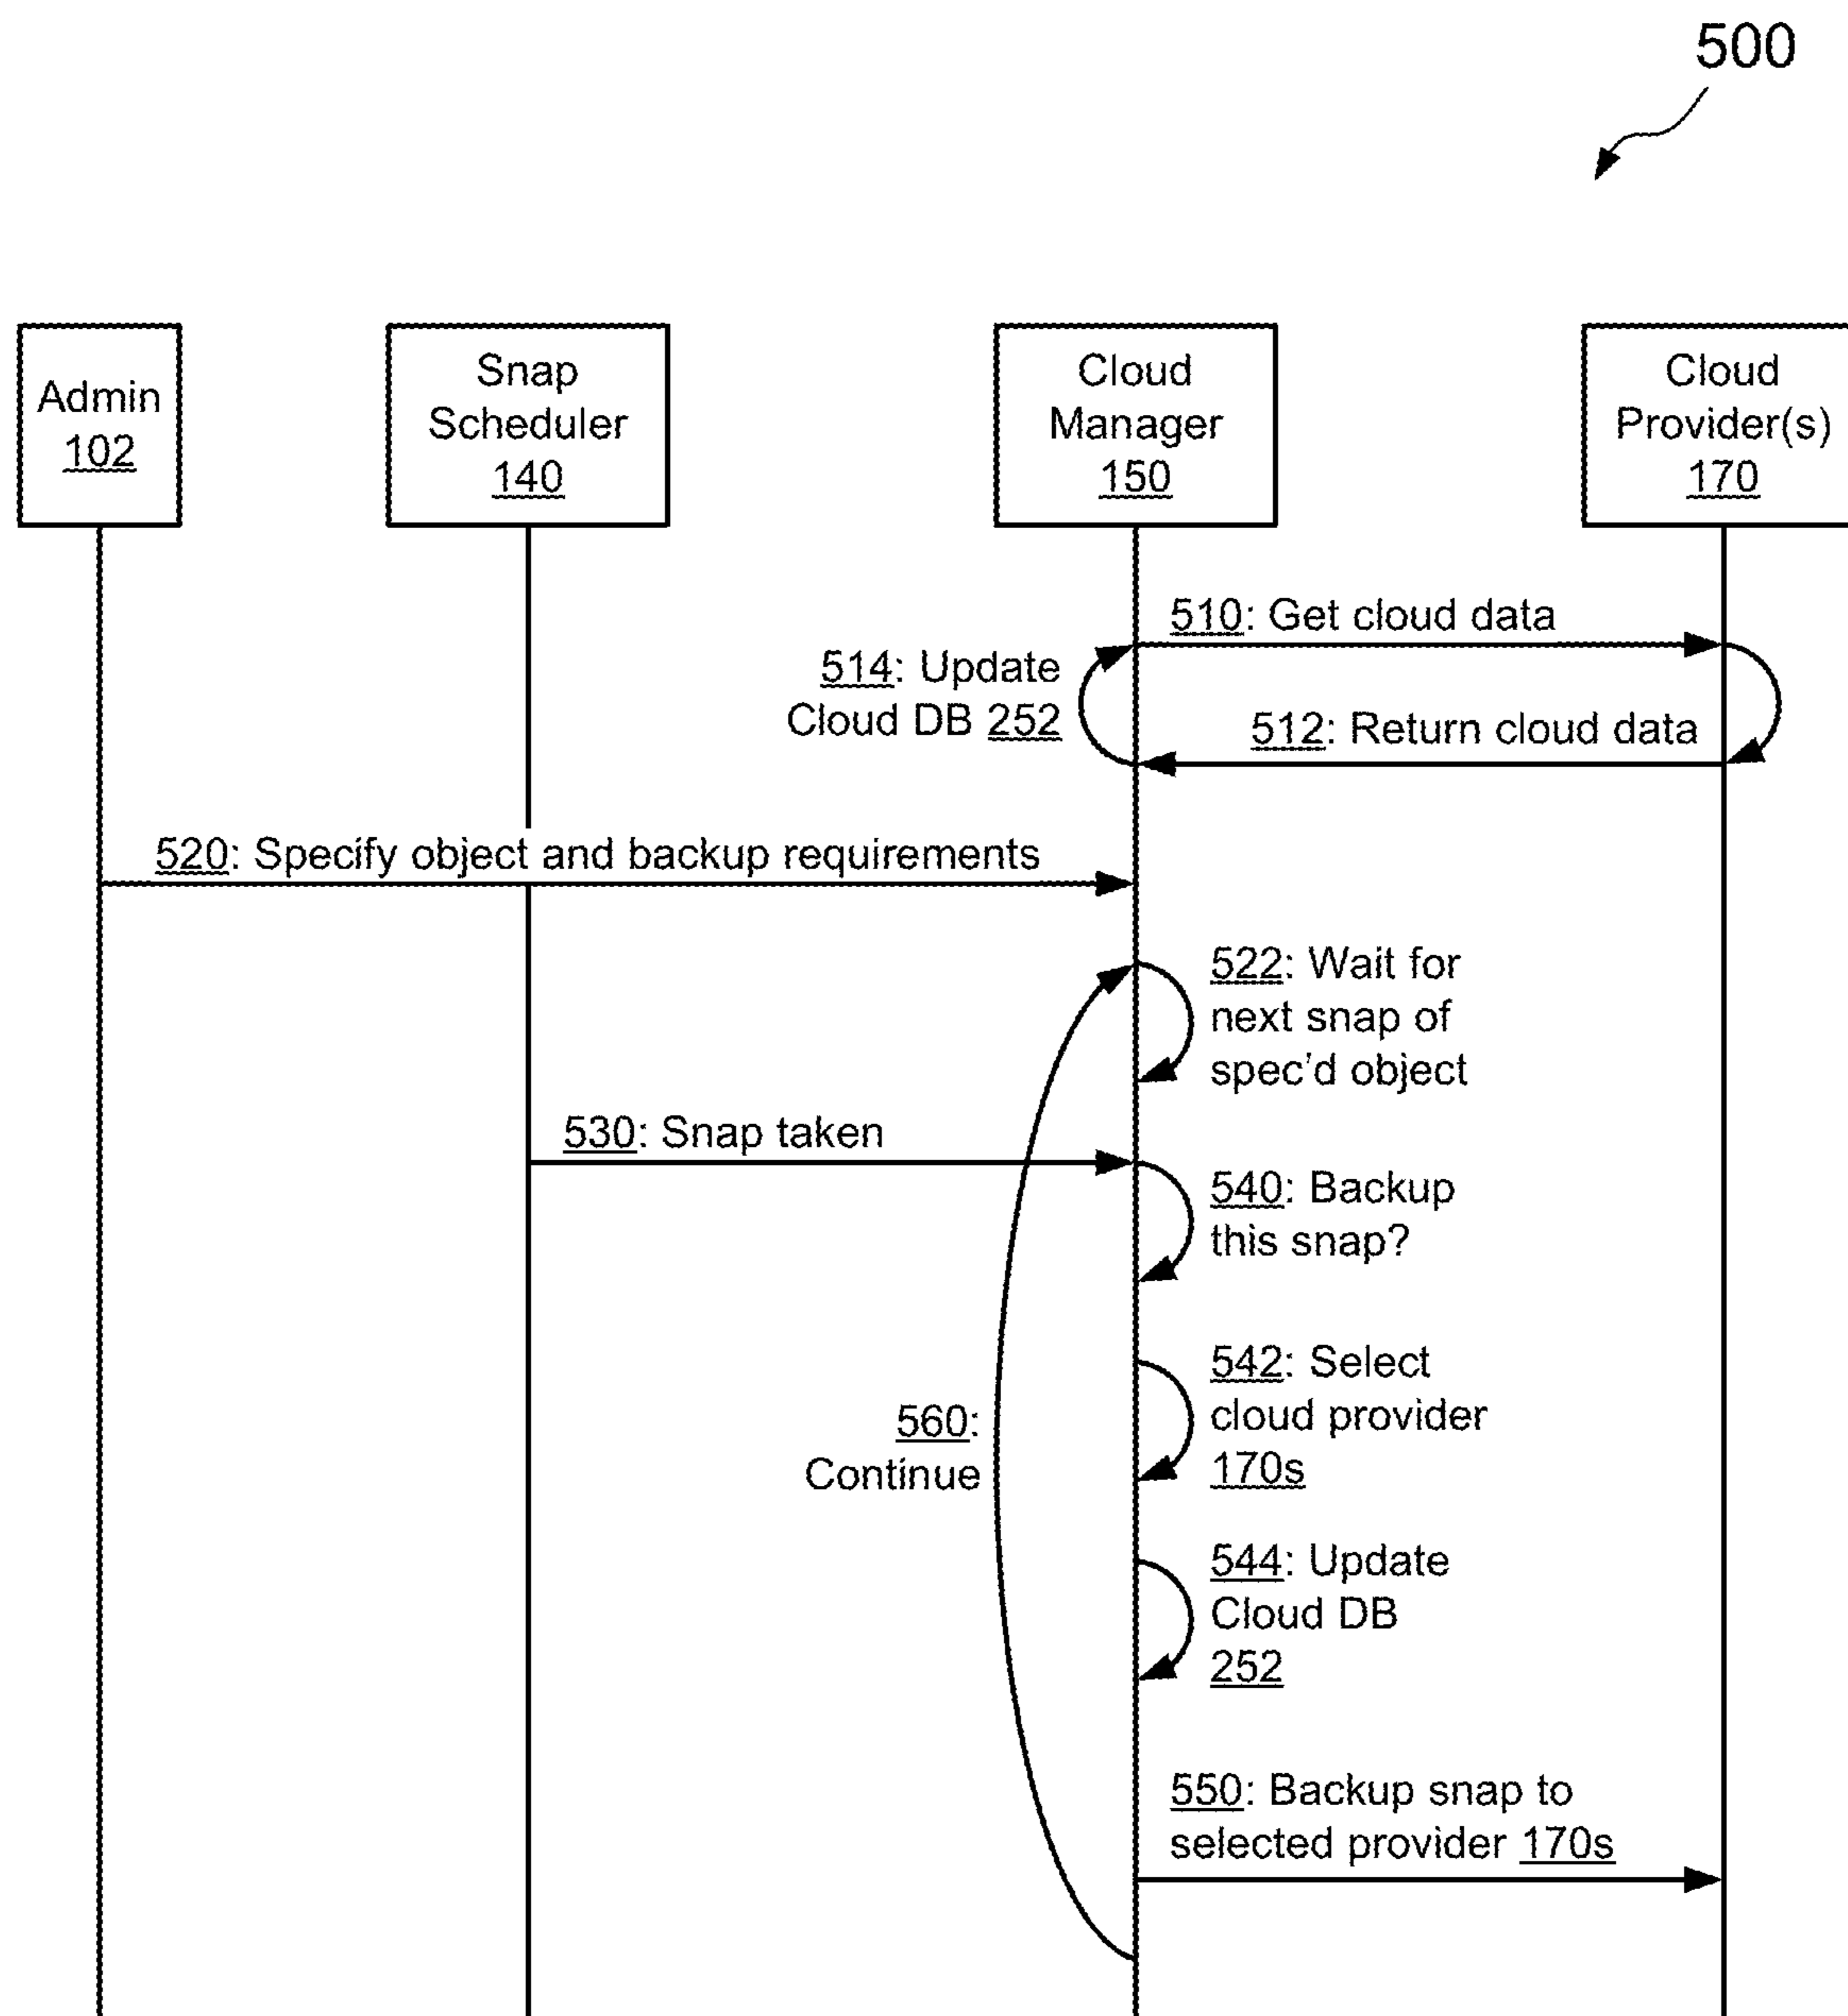 500
Admin
102
Snap
Scheduler
140
Cloud
Manager
150
Cloud
Provider(s)
170
510: Get cloud data
514: Update
Cloud DB 252
512: Return cloud data
520: Specify object and backup requirements
522: Wait for
next snap of
spec'd object
530: Snap taken
540: Backup
this snap?
542: Select
cloud provider
170s
560:
Continue
544: Update
Cloud DB
252
550: Backup snap to
selected provider 170s